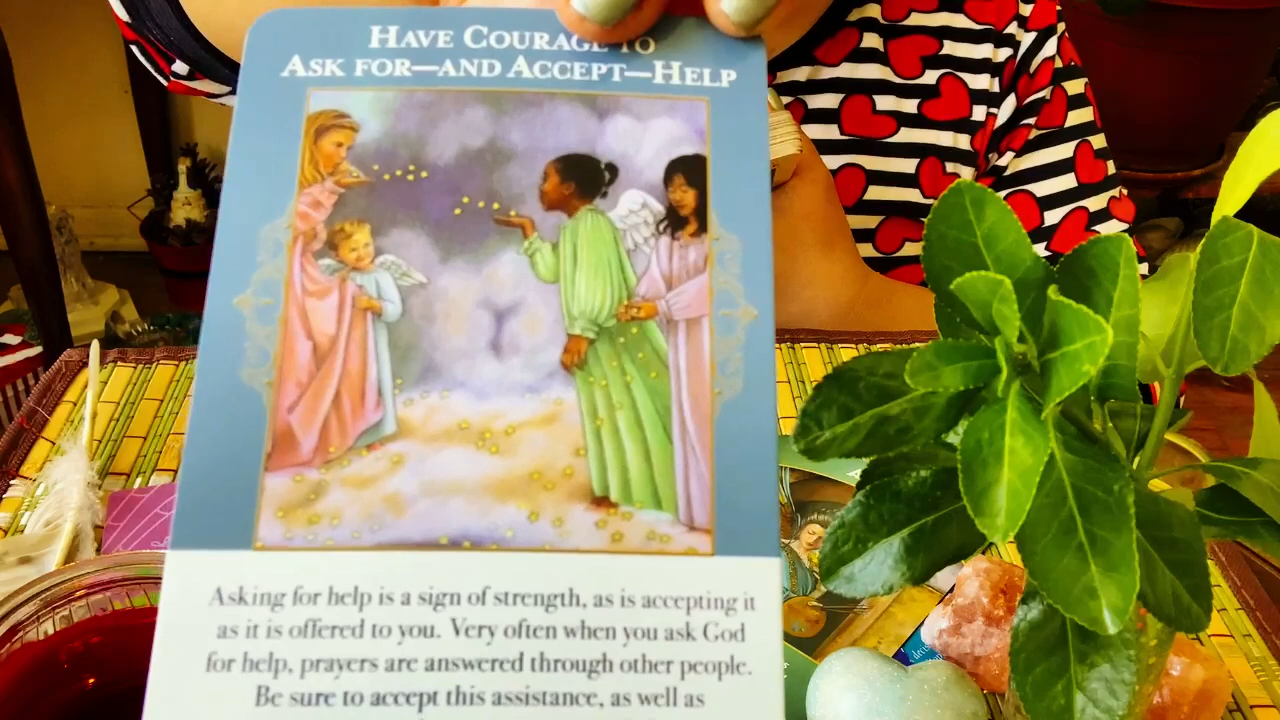 HAVE COURAGE TO
ASK FOR—AND ACCEPT—HELP
Asking for help is a sign of strength, as is accepting it
as it is offered to you. Very often when you ask God
for help, prayers are answered through other people.
Be sure to accept this assistance, as well as